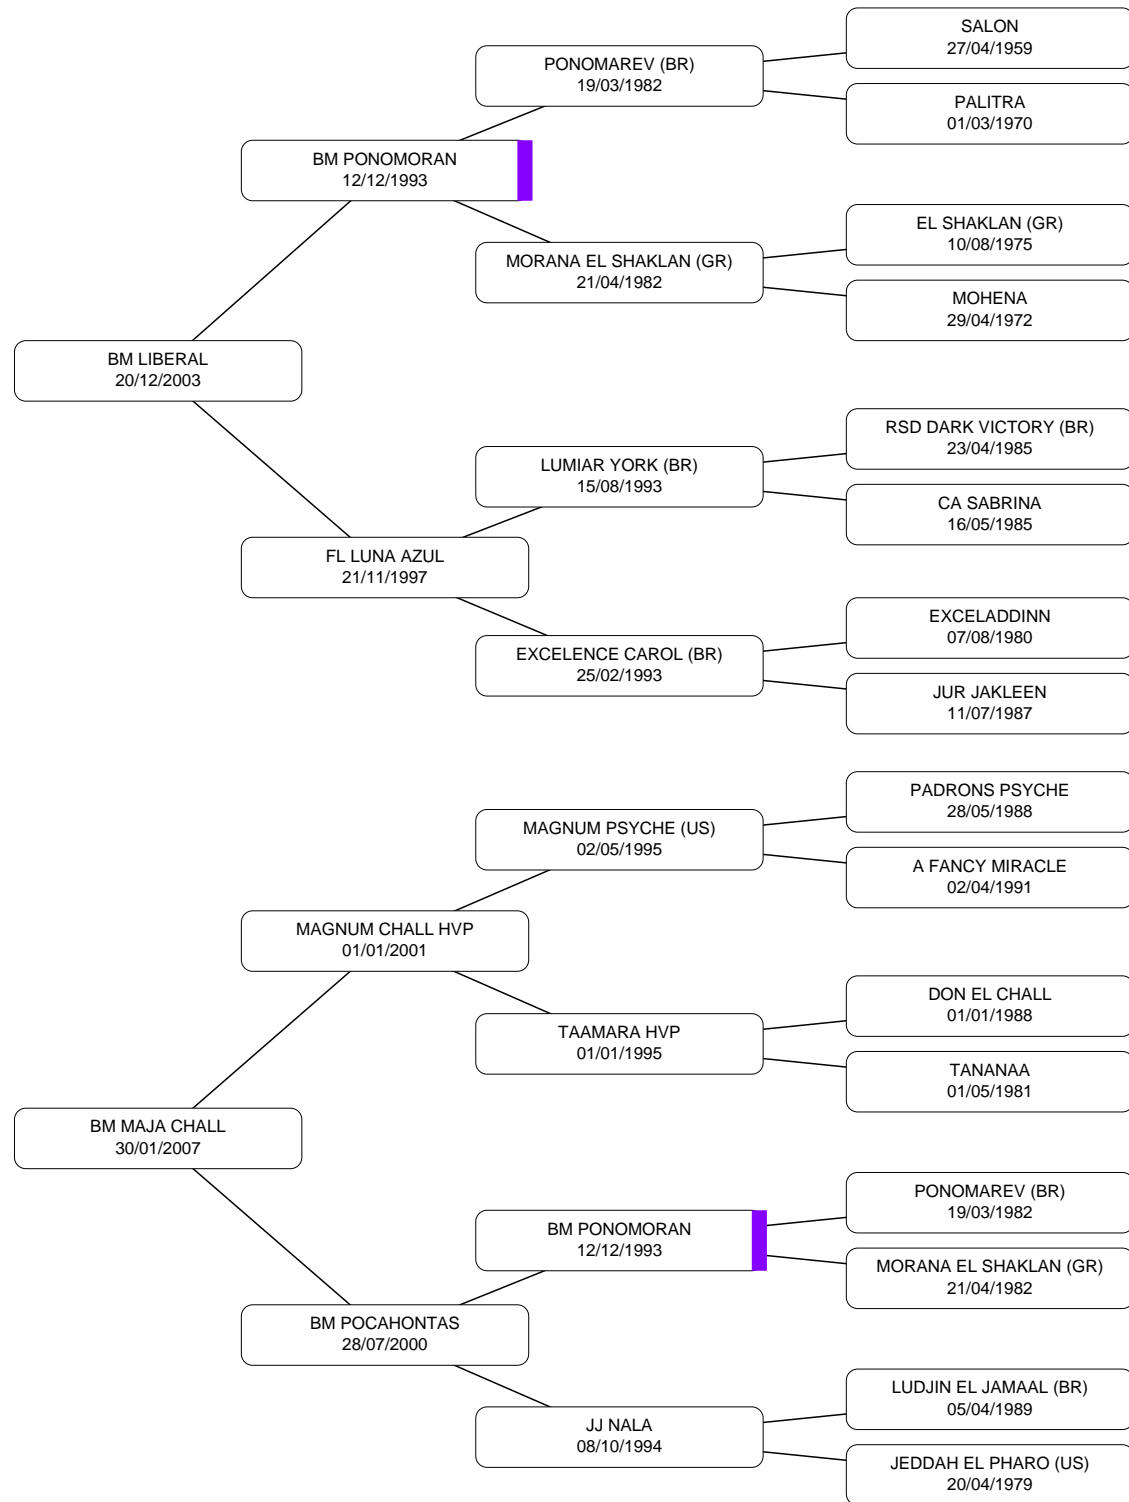 SALON
27/04/1959
PONOMAREV (BR)
19/03/1982
PALITRA
01/03/1970
BM PONOMORAN
12/12/1993
EL SHAKLAN (GR)
10/08/1975
MORANA EL SHAKLAN (GR)
21/04/1982
MOHENA
29/04/1972
BM LIBERAL
20/12/2003
RSD DARK VICTORY (BR)
23/04/1985
LUMIAR YORK (BR)
15/08/1993
CA SABRINA
16/05/1985
FL LUNA AZUL
21/11/1997
EXCELADDINN
07/08/1980
EXCELENCE CAROL (BR)
25/02/1993
JUR JAKLEEN
11/07/1987
PADRONS PSYCHE
28/05/1988
MAGNUM PSYCHE (US)
02/05/1995
A FANCY MIRACLE
02/04/1991
MAGNUM CHALL HVP
01/01/2001
DON EL CHALL
01/01/1988
TAAMARA HVP
01/01/1995
TANANAA
01/05/1981
BM MAJA CHALL
30/01/2007
PONOMAREV (BR)
19/03/1982
BM PONOMORAN
12/12/1993
MORANA EL SHAKLAN (GR)
21/04/1982
BM POCAHONTAS
28/07/2000
LUDJIN EL JAMAAL (BR)
05/04/1989
JJ NALA
08/10/1994
JEDDAH EL PHARO (US)
20/04/1979